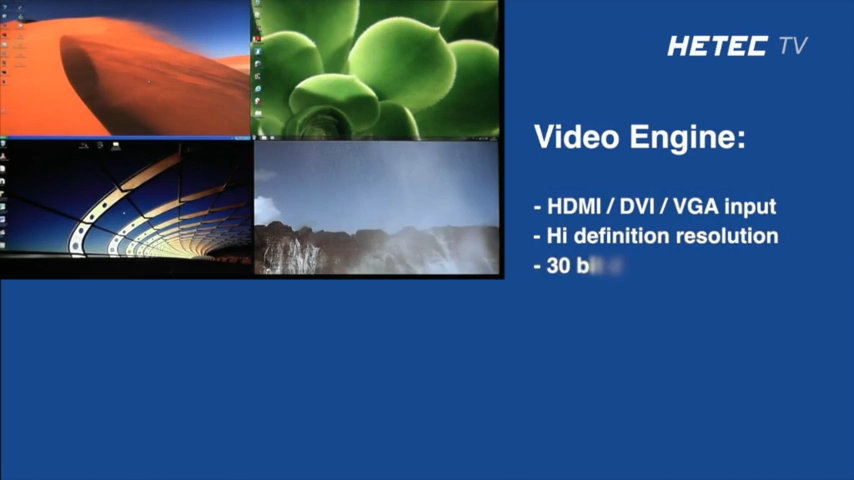 HETEC TV
Video Engine:
- HDMI / DVI / VGA input
- Hi definition resolution
- 30